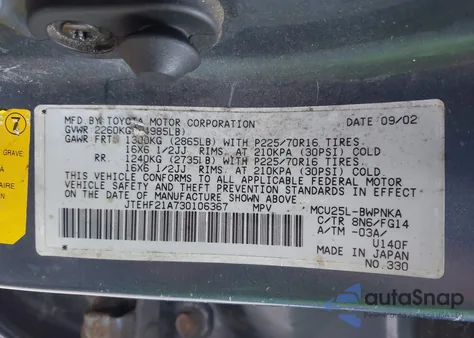 MFD BY TOYOTA MOTOR CORPORATION DATE 09/02
GVWR 2260KG (4985LB)
GAWR FRT 1300KG (2865LB) WITH P225/70R16 TIRES.
16X6 1/2JJ RIMS. AT 210KPA (30PSI) COLD
RR. 1240KG (2735LB) WITH P225/70R16 TIRES.
16X6 1/2JJ RIMS. AT 210KPA (30PSI) COLD
THIS VEHICLE CONFORMS TO ALL APPLICABLE FEDERAL MOTOR
VEHICLE SAFETY AND BUMPER STANDARDS IN EFFECT ON
THE DATE OF MANUFACTURE SHOWN ABOVE.
JTEHF21A730106367 MPV MCU25L-BWPNKA
C/TR 8N6/FG14
A/TM -03A/
U140F
MADE IN JAPAN
NO.330
7
GRAVE
AIRE
autoSnap